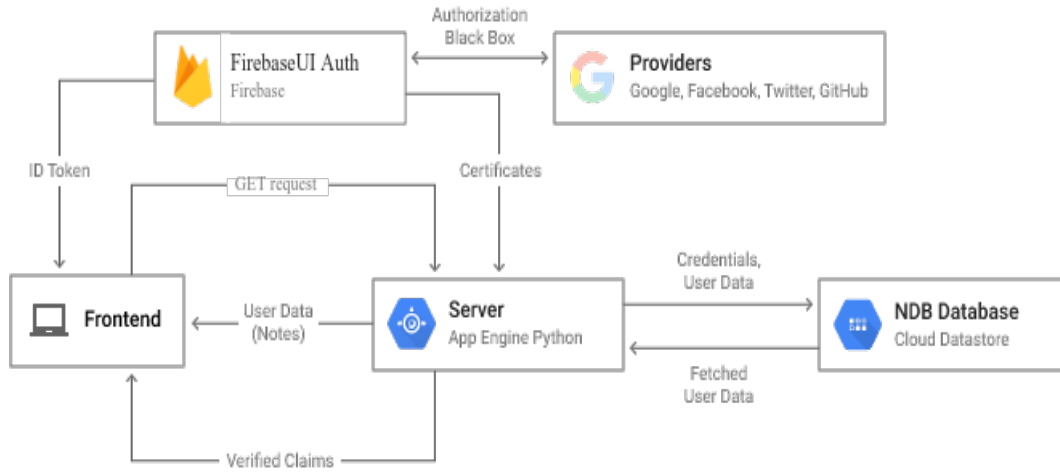 Authorization
Black Box
FirebaseUI Auth
Firebase
Providers
Google, Facebook, Twitter, GitHub
ID Token
Certificates
GET request
Credentials,
User Data
Frontend
User Data
(Notes)
Server
App Engine Python
NDB Database
Cloud Datastore
Fetched
User Data
Verified Claims